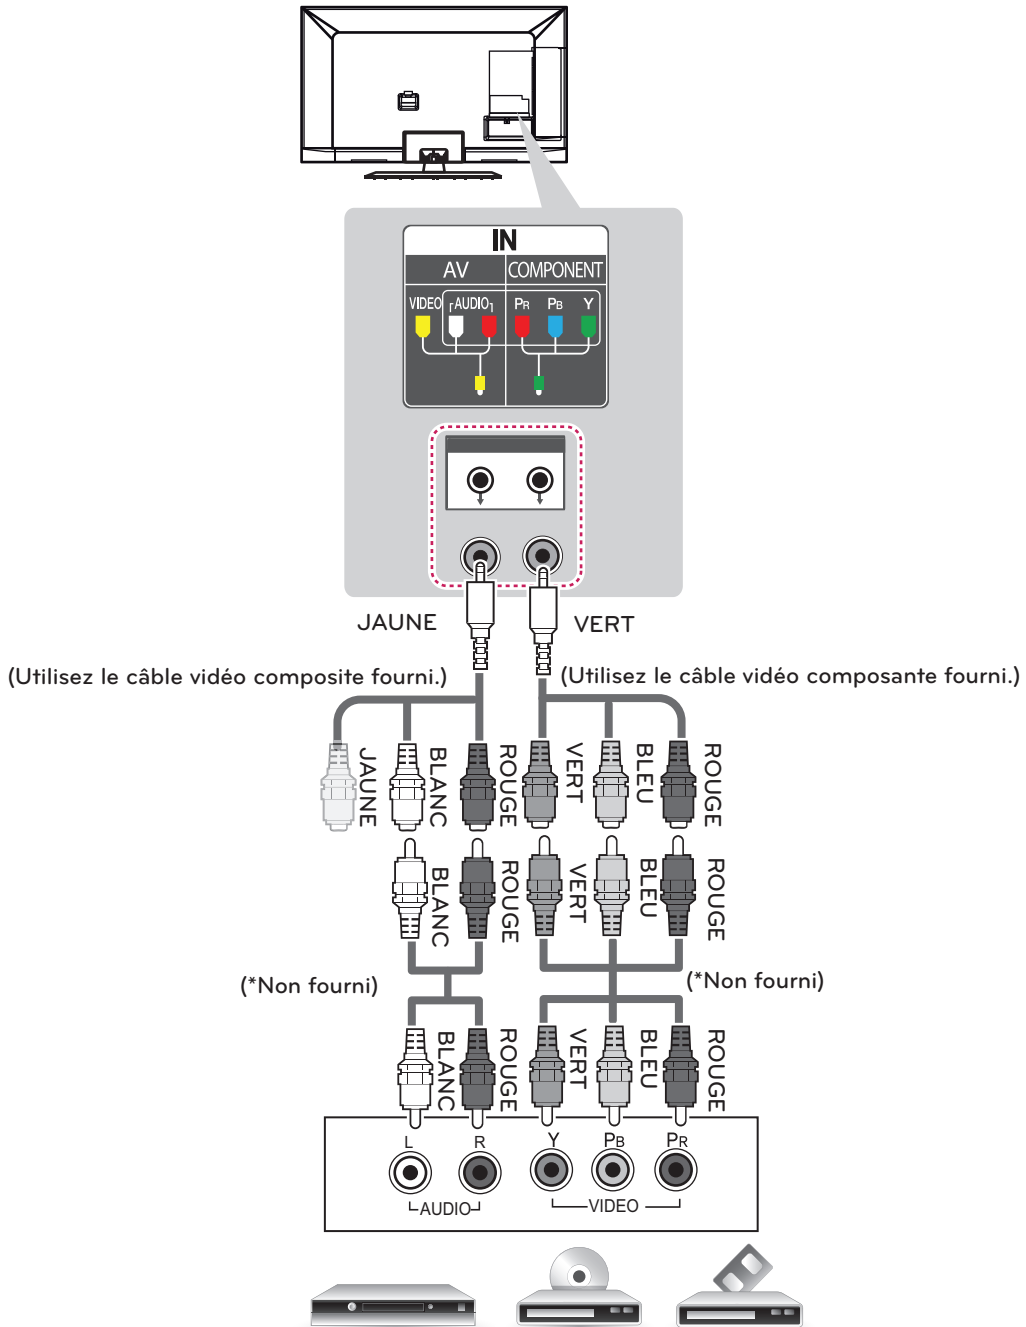 IN
AV COMPONENT
VIDEO ┌AUDIO┐ PR PB Y
JAUNE VERT
(Utilisez le câble vidéo composite fourni.) (Utilisez le câble vidéo composante fourni.)
JAUNE BLANC ROUGE VERT BLEU ROUGE
BLANC ROUGE VERT BLEU ROUGE
(*Non fourni) (*Non fourni)
BLANC ROUGE VERT BLEU ROUGE
L R Y PB PR
AUDIO VIDEO